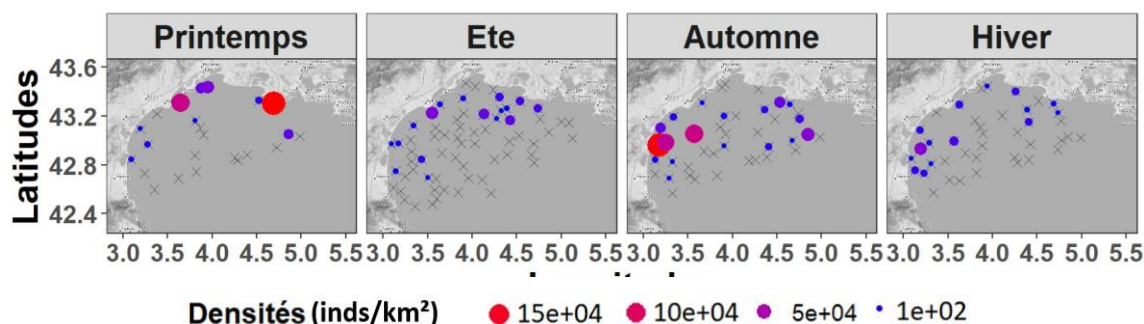 Printemps Ete Automne Hiver
Latitudes
43.6
43.2
42.8
42.4
3.0 3.5 4.0 4.5 5.0 5.5 3.0 3.5 4.0 4.5 5.0 5.5 3.0 3.5 4.0 4.5 5.0 5.5 3.0 3.5 4.0 4.5 5.0 5.5
Densités (inds/km²) 15e+04 10e+04 5e+04 1e+02